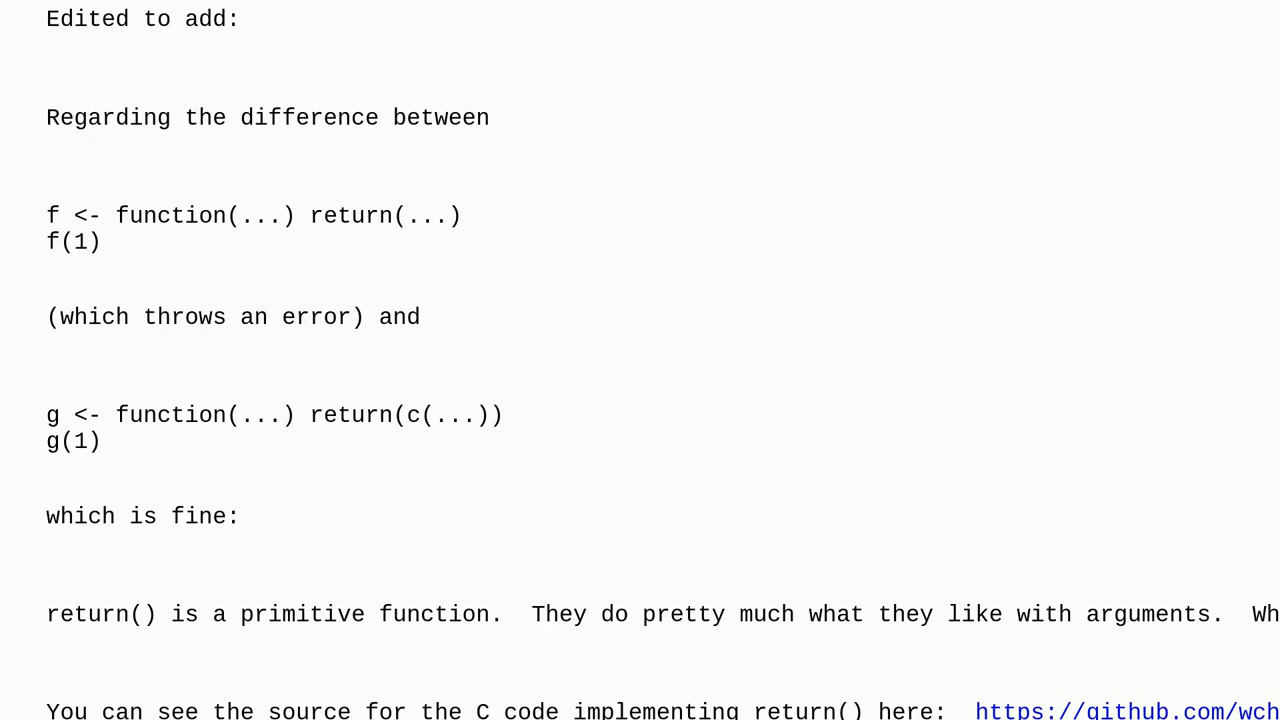 Edited to add:
Regarding the difference between
f <- function(...) return(...)
f(1)
(which throws an error) and
g <- function(...) return(c(...))
g(1)
which is fine:
return() is a primitive function.  They do pretty much what they like with arguments.  Wh
You can see the source for the C code implementing return() here:  https://github.com/wch